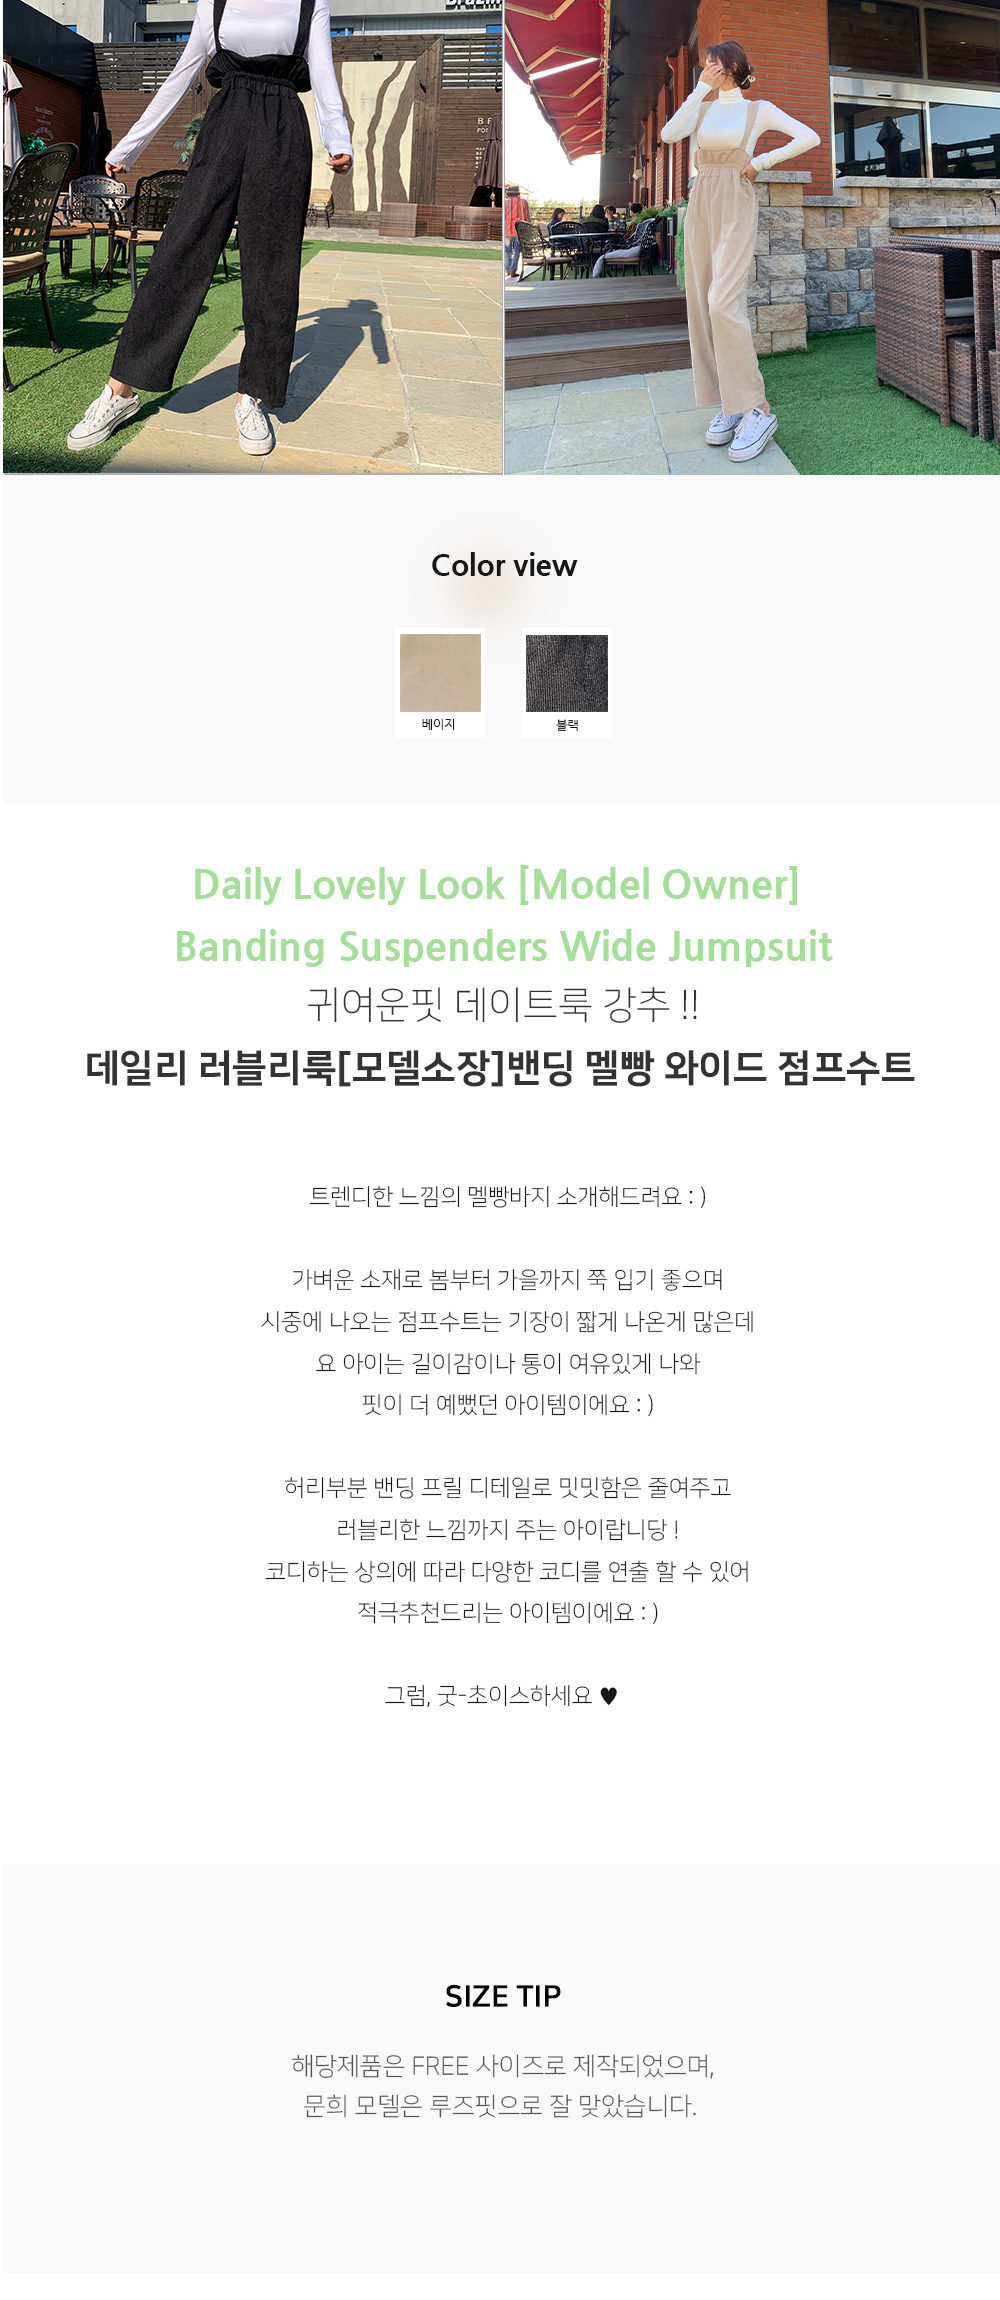 Color view
베이지
블랙
Daily Lovely Look [Model Owner]
Banding Suspenders Wide Jumpsuit
귀여운핏 데이트룩 강추 !!
데일리 러블리룩[모델소장]밴딩 멜빵 와이드 점프수트
트렌디한 느낌의 멜빵바지 소개해드려요 : )
가벼운 소재로 봄부터 가을까지 쭉 입기 좋으며
시중에 나오는 점프수트는 기장이 짧게 나온게 많은데
요 아이는 길이감이나 통이 여유있게 나와
핏이 더 예뻤던 아이템이에요 : )
허리부분 밴딩 프릴 디테일로 밋밋함은 줄여주고
러블리한 느낌까지 주는 아이랍니당 !
코디하는 상의에 따라 다양한 코디를 연출 할 수 있어
적극추천드리는 아이템이에요 : )
그럼, 굿-초이스하세요 ♥
SIZE TIP
해당제품은 FREE 사이즈로 제작되었으며,
문희 모델은 루즈핏으로 잘 맞았습니다.